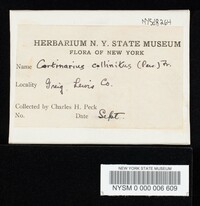 NYSf9264
HERBARIUM N. Y. STATE MUSEUM
FLORA OF NEW YORK
Name Cortinarius collinitus (Pers) Fr.
Locality Greig, Lewis Co.
Collected by Charles H. Peck
No. Date Sept.
NEW YORK STATE MUSEUM
NYSM 0 000 006 609